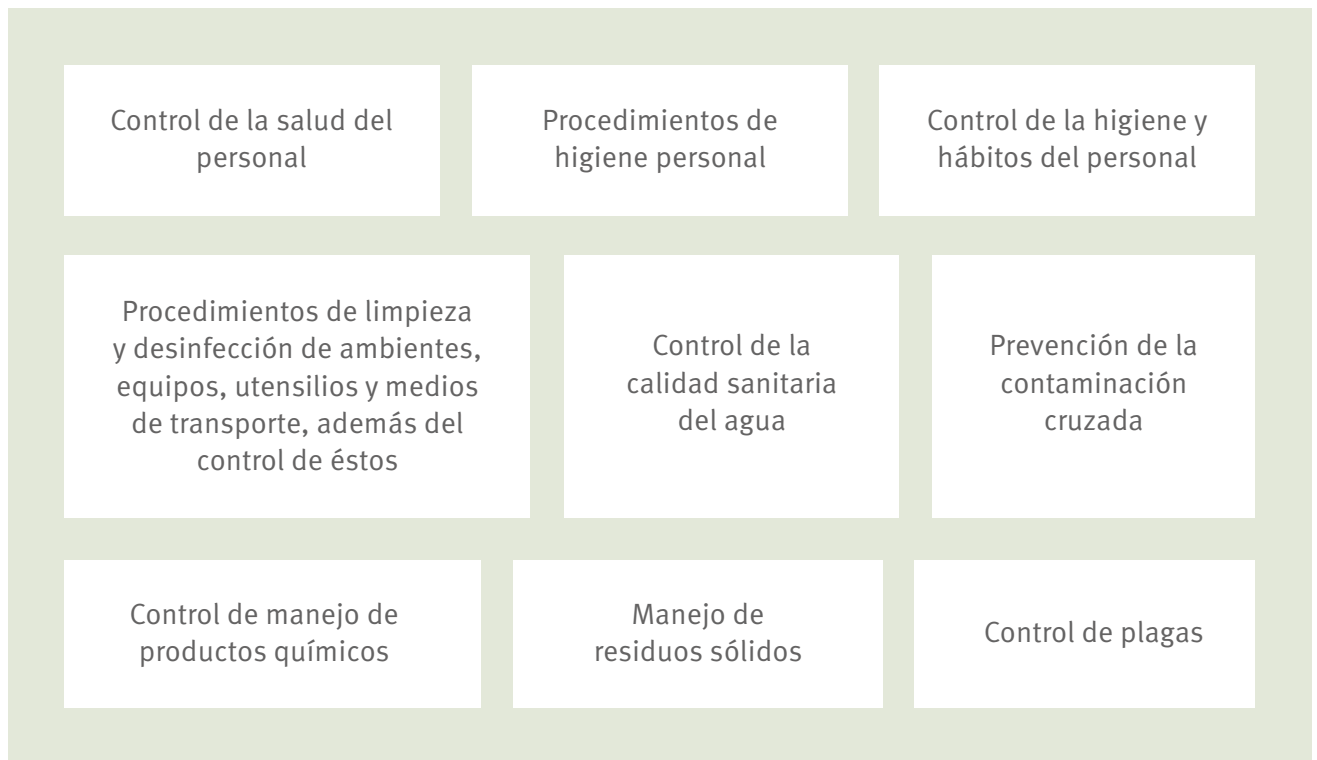 Control de la salud del
personal
Procedimientos de
higiene personal
Control de la higiene y
hábitos del personal
Procedimientos de limpieza
y desinfección de ambientes,
equipos, utensilios y medios
de transporte, además del
control de éstos
Control de la
calidad sanitaria
del agua
Prevención de la
contaminación
cruzada
Control de manejo de
productos químicos
Manejo de
residuos sólidos
Control de plagas